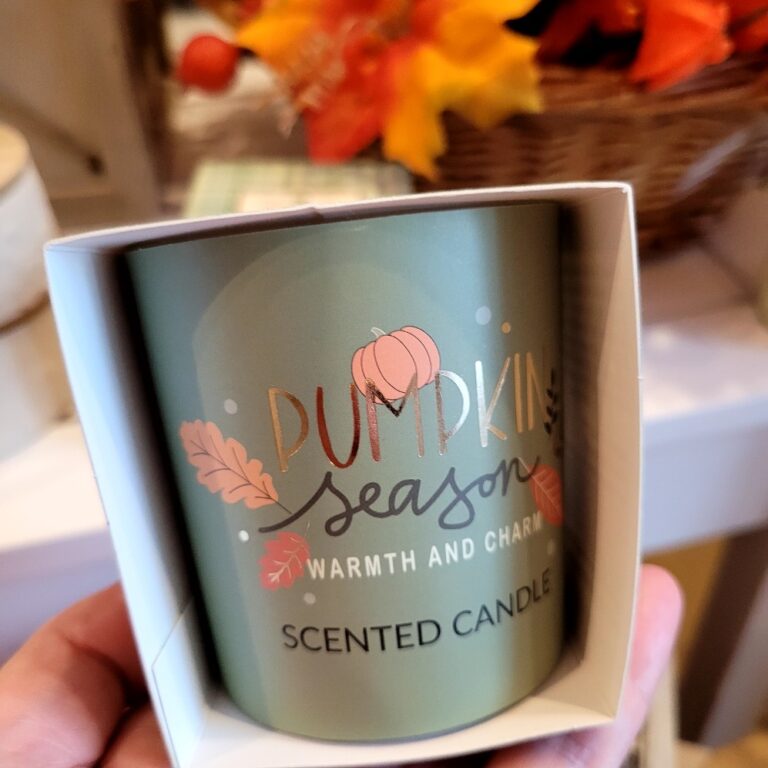 PUMPKIN
season
WARMTH AND CHARM
SCENTED CANDLE